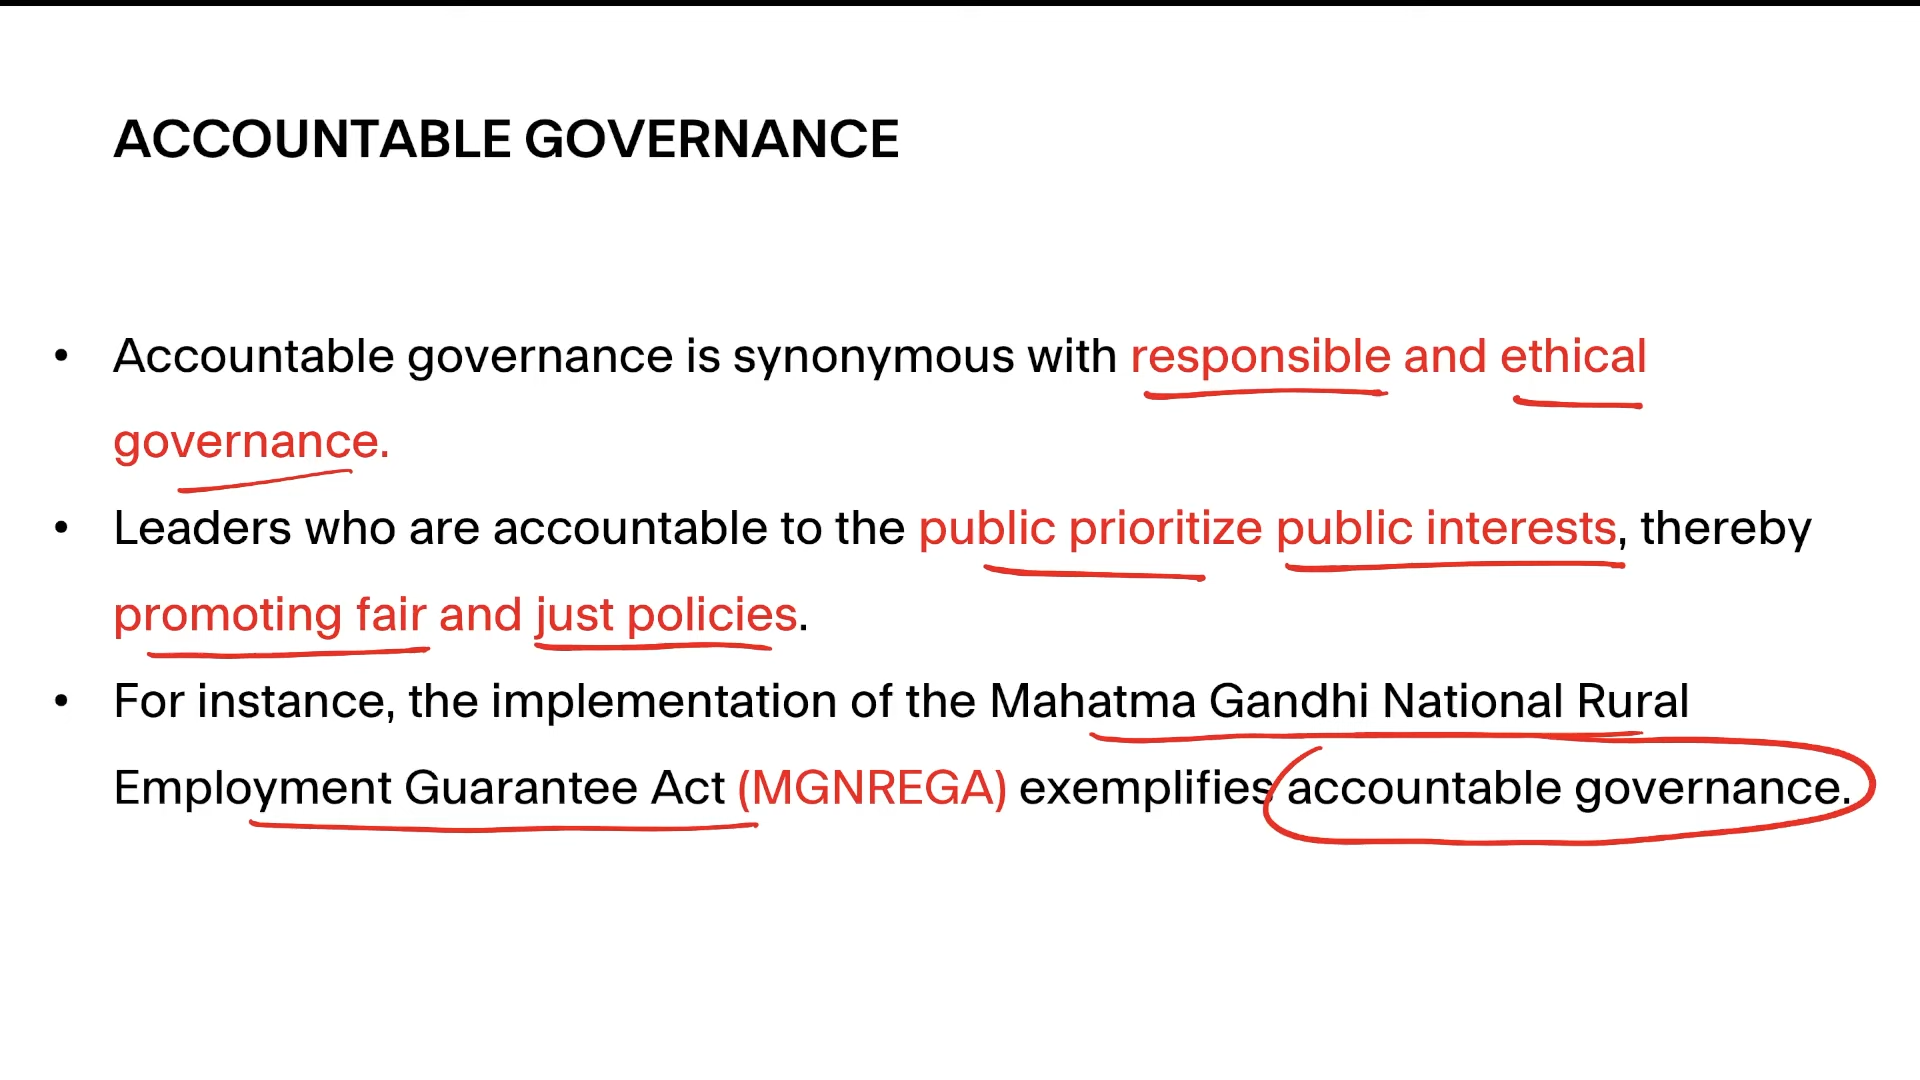 ACCOUNTABLE GOVERNANCE
• Accountable governance is synonymous with responsible and ethical
governance.
• Leaders who are accountable to the public prioritize public interests, thereby
promoting fair and just policies.
• For instance, the implementation of the Mahatma Gandhi National Rural
Employment Guarantee Act (MGNREGA) exemplifies accountable governance.